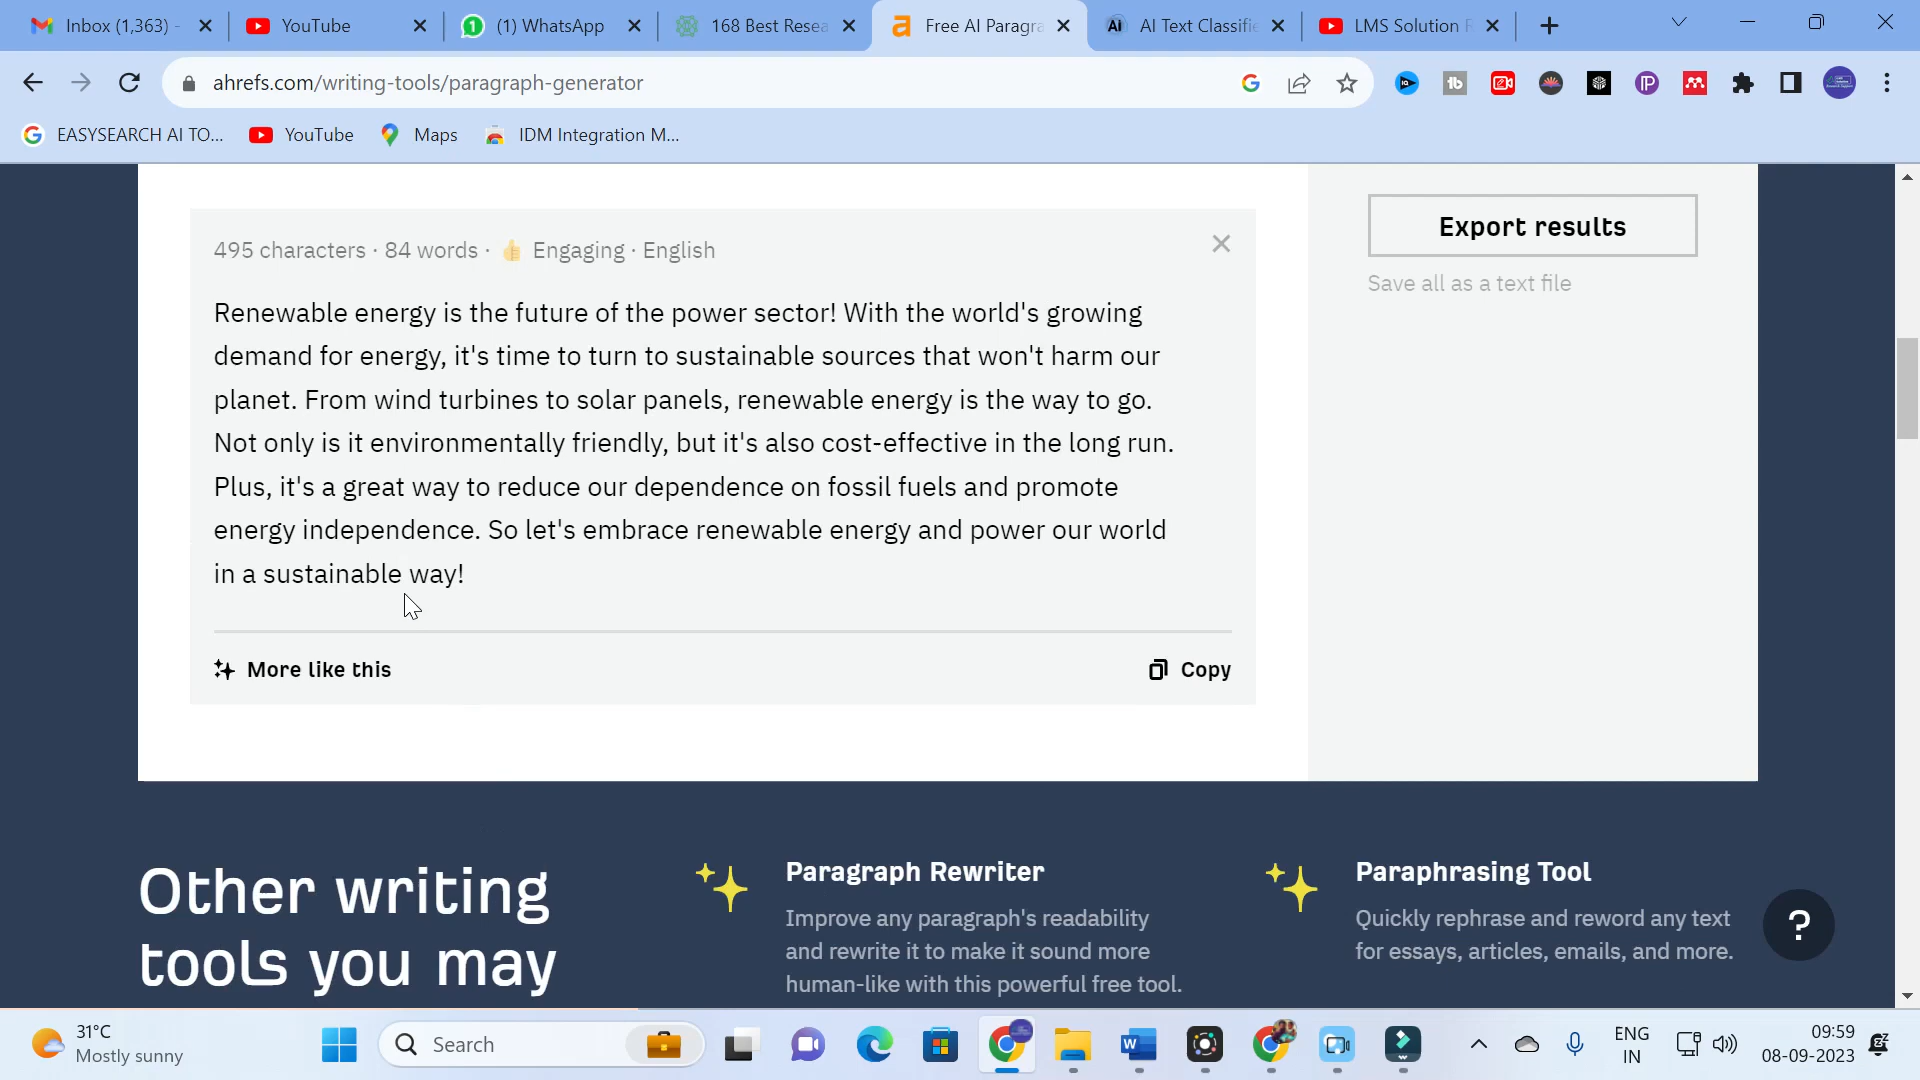 Inbox (1,363) -
YouTube
(1) WhatsApp
168 Best Resea
Free AI Paragra
AI Text Classifie
LMS Solution R
ahrefs.com/writing-tools/paragraph-generator
EASYSEARCH AI TO...
YouTube
Maps
IDM Integration M...
Export results
Save all as a text file
495 characters · 84 words · 👍 Engaging · English
Renewable energy is the future of the power sector! With the world's growing
demand for energy, it's time to turn to sustainable sources that won't harm our
planet. From wind turbines to solar panels, renewable energy is the way to go.
Not only is it environmentally friendly, but it's also cost-effective in the long run.
Plus, it's a great way to reduce our dependence on fossil fuels and promote
energy independence. So let's embrace renewable energy and power our world
in a sustainable way!
More like this
Copy
Other writing
tools you may
Paragraph Rewriter
Improve any paragraph's readability
and rewrite it to make it sound more
human-like with this powerful free tool.
Paraphrasing Tool
Quickly rephrase and reword any text
for essays, articles, emails, and more.
?
31°C
Mostly sunny
Search
ENG
IN
09:59
08-09-2023